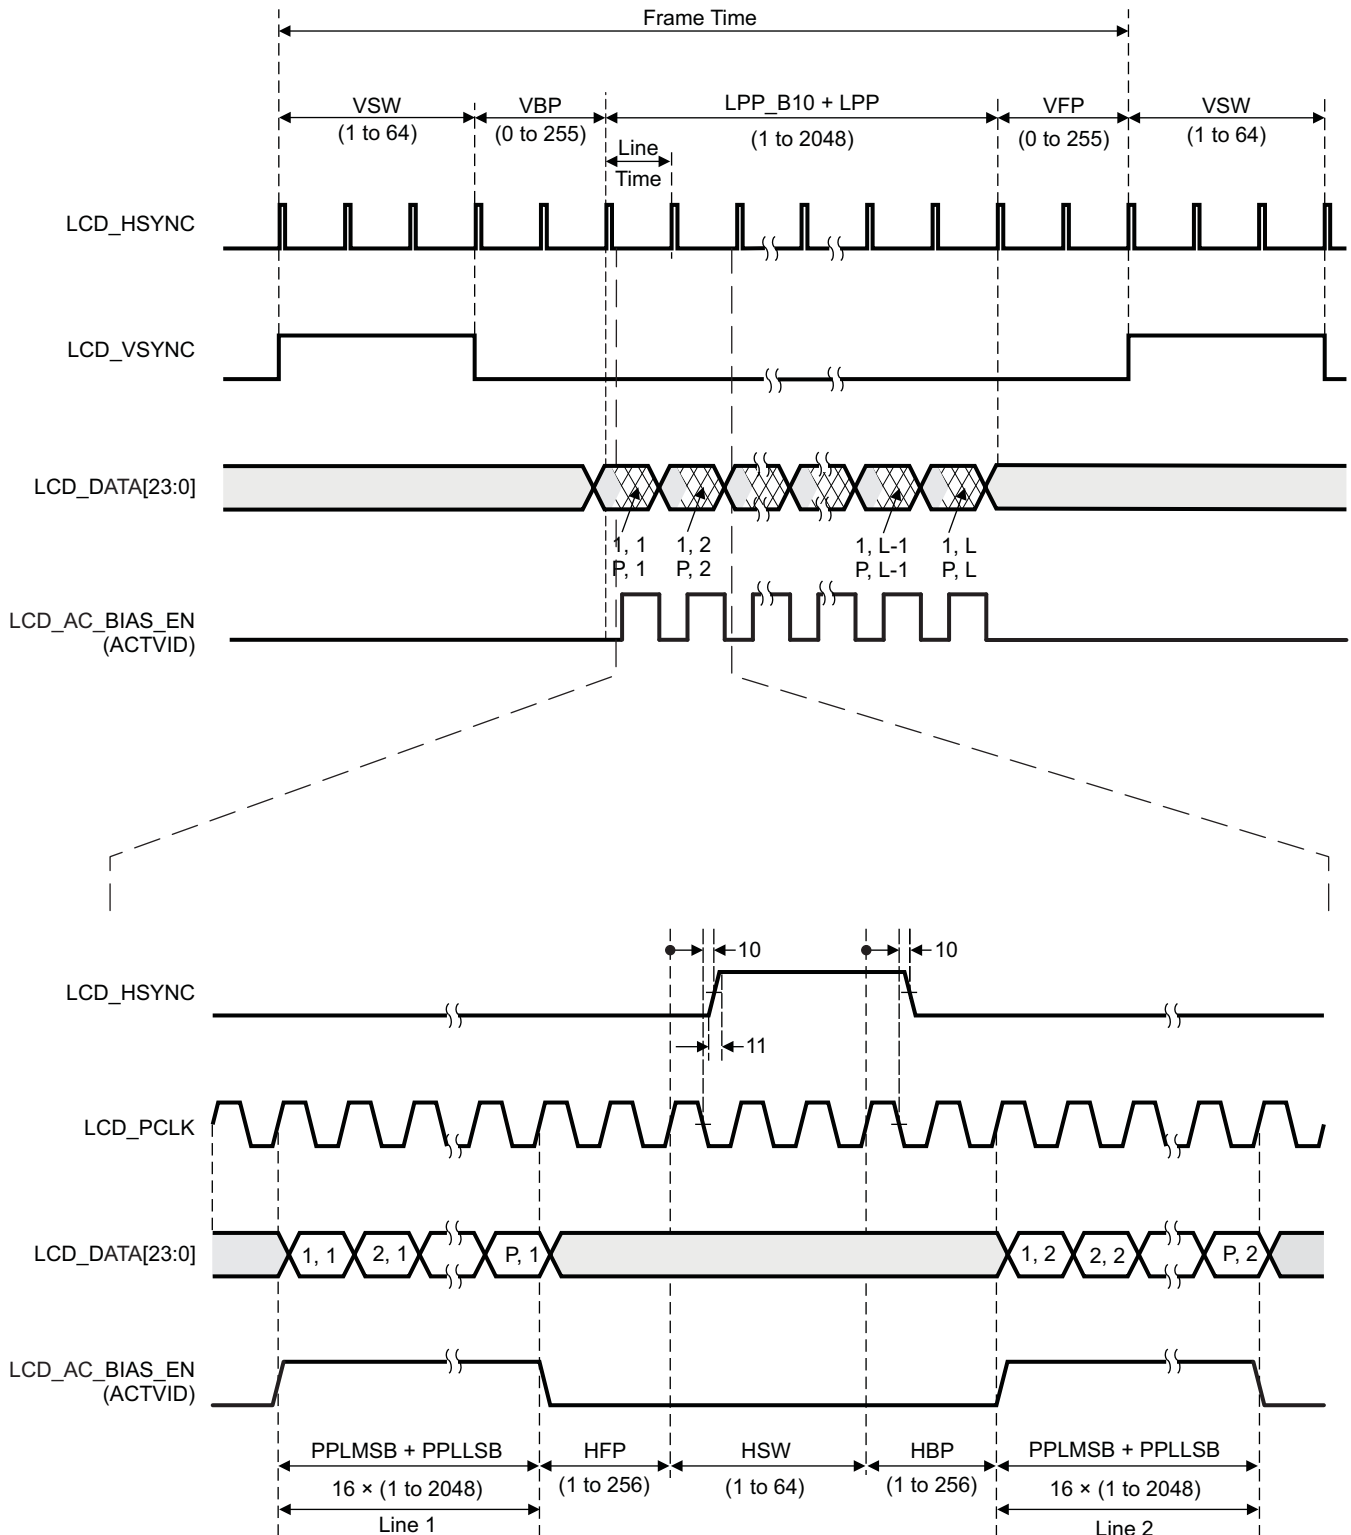 Frame Time
VSW
(1 to 64)
VBP
(0 to 255)
LPP_B10 + LPP
(1 to 2048)
VFP
(0 to 255)
VSW
(1 to 64)
Line
Time
LCD_HSYNC
LCD_VSYNC
LCD_DATA[23:0]
1, 1
P, 1
1, 2
P, 2
1, L-1
P, L-1
1, L
P, L
LCD_AC_BIAS_EN
(ACTVID)
10
10
LCD_HSYNC
11
LCD_PCLK
LCD_DATA[23:0]
1, 1
2, 1
P, 1
1, 2
2, 2
P, 2
LCD_AC_BIAS_EN
(ACTVID)
PPLMSB + PPLLSB
16 × (1 to 2048)
Line 1
HFP
(1 to 256)
HSW
(1 to 64)
HBP
(1 to 256)
PPLMSB + PPLLSB
16 × (1 to 2048)
Line 2